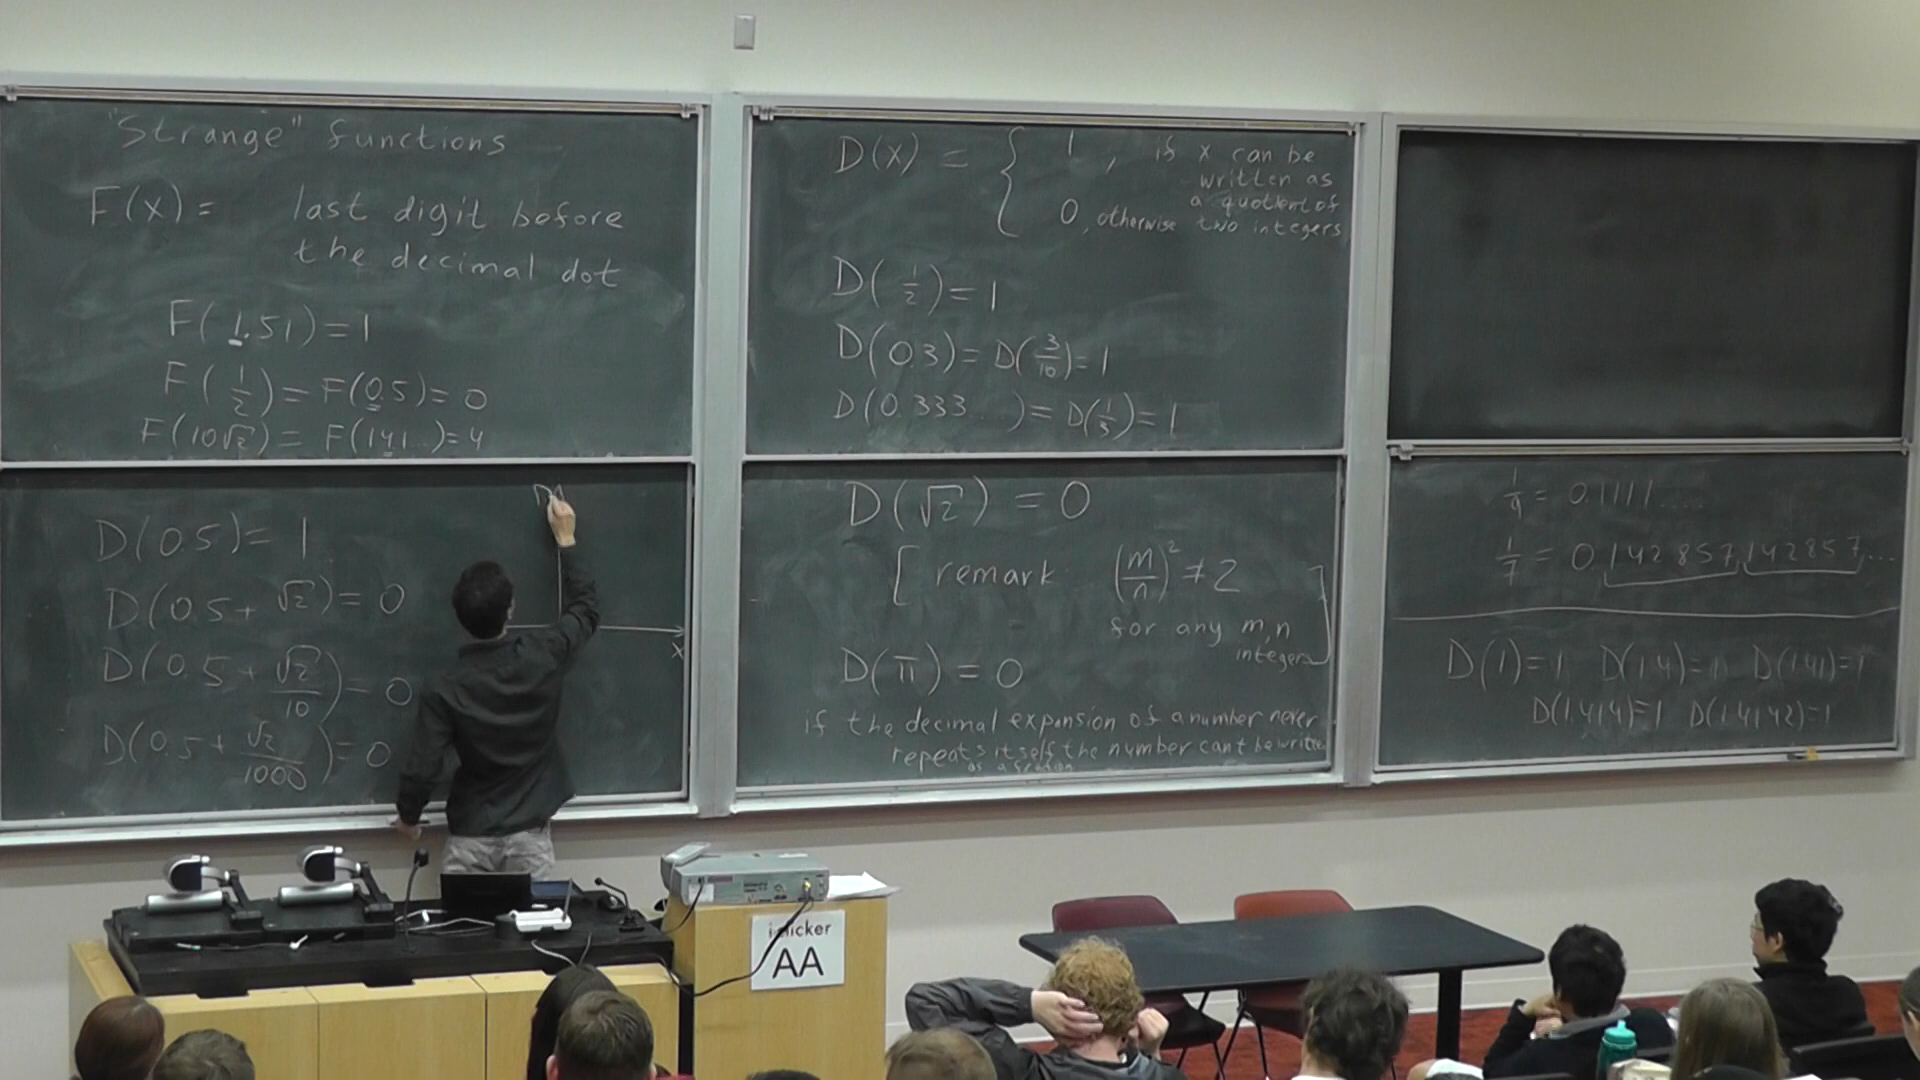 "Strange" functions
F(x) = last digit before
the decimal dot
F(1.51) = 1
F(1/2) = F(0.5) = 0
F(10√2) = F(14.1...) = 4
D(0.5) = 1
D(0.5 + √2) = 0
D(0.5 + √2/10) = 0
D(0.5 + √2/1000) = 0
x
D(x) = { 1, if x can be
written as
a quotient of
0, otherwise two integers
D(1/2) = 1
D(0.3) = D(3/10) = 1
D(0.333....) = D(1/3) = 1
D(√2) = 0
[remark (m/n)² ≠ 2
for any m,n
integers]
D(π) = 0
if the decimal expansion of a number never
repeats itself the number cant be written
as a fraction
1/9 = 0.1111....
1/7 = 0.142857,142857,...
D(1) = 1 D(1.4) = 1 D(1.41) = 1
D(1.414) = 1 D(1.4142) = 1
i-clicker
AA